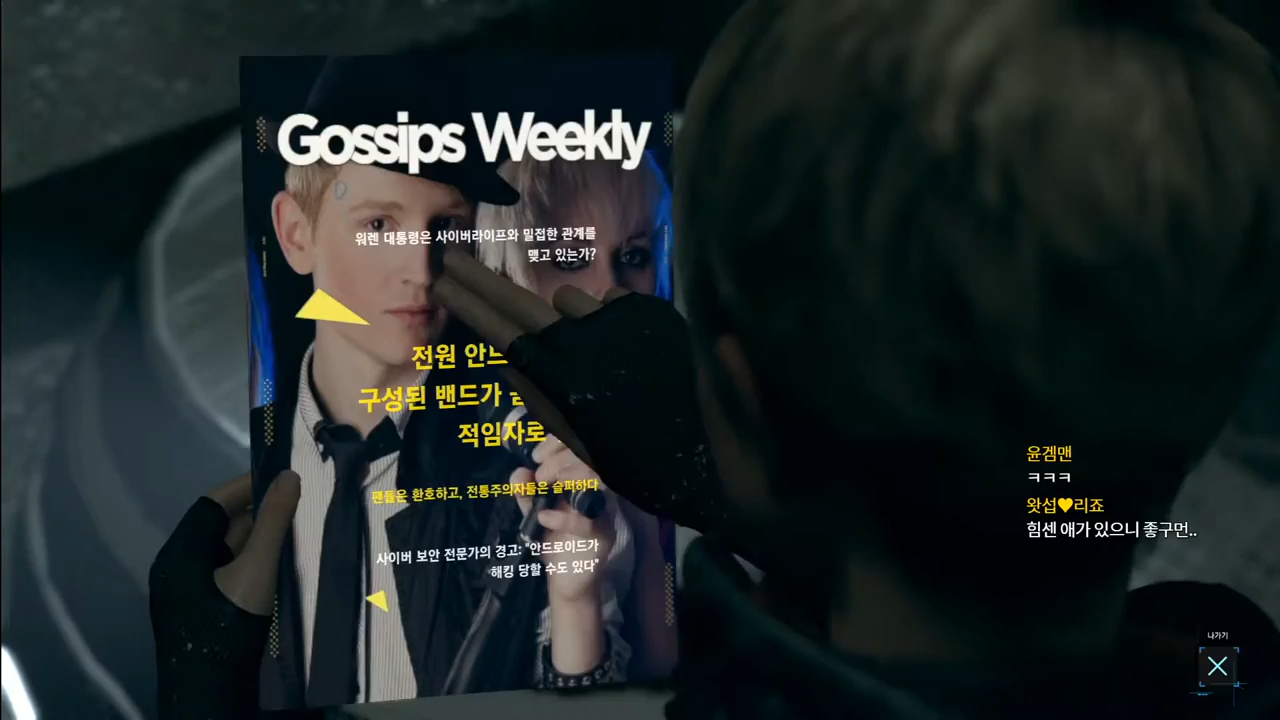 Gossips Weekly
워렌 대통령은 사이버라이프와 밀접한 관계를
맺고 있는가?
전원
구성된 밴드가
적임자로
팬들은 환호하고, 전통주의자들은 슬퍼하다
사이버 보안 전문가의 경고: "안드로이드가
해킹 당할 수도 있다"
윤겜맨
ㅋㅋㅋ
왓섭♥리죠
힘센 애가 있으니 좋구먼..
나가기